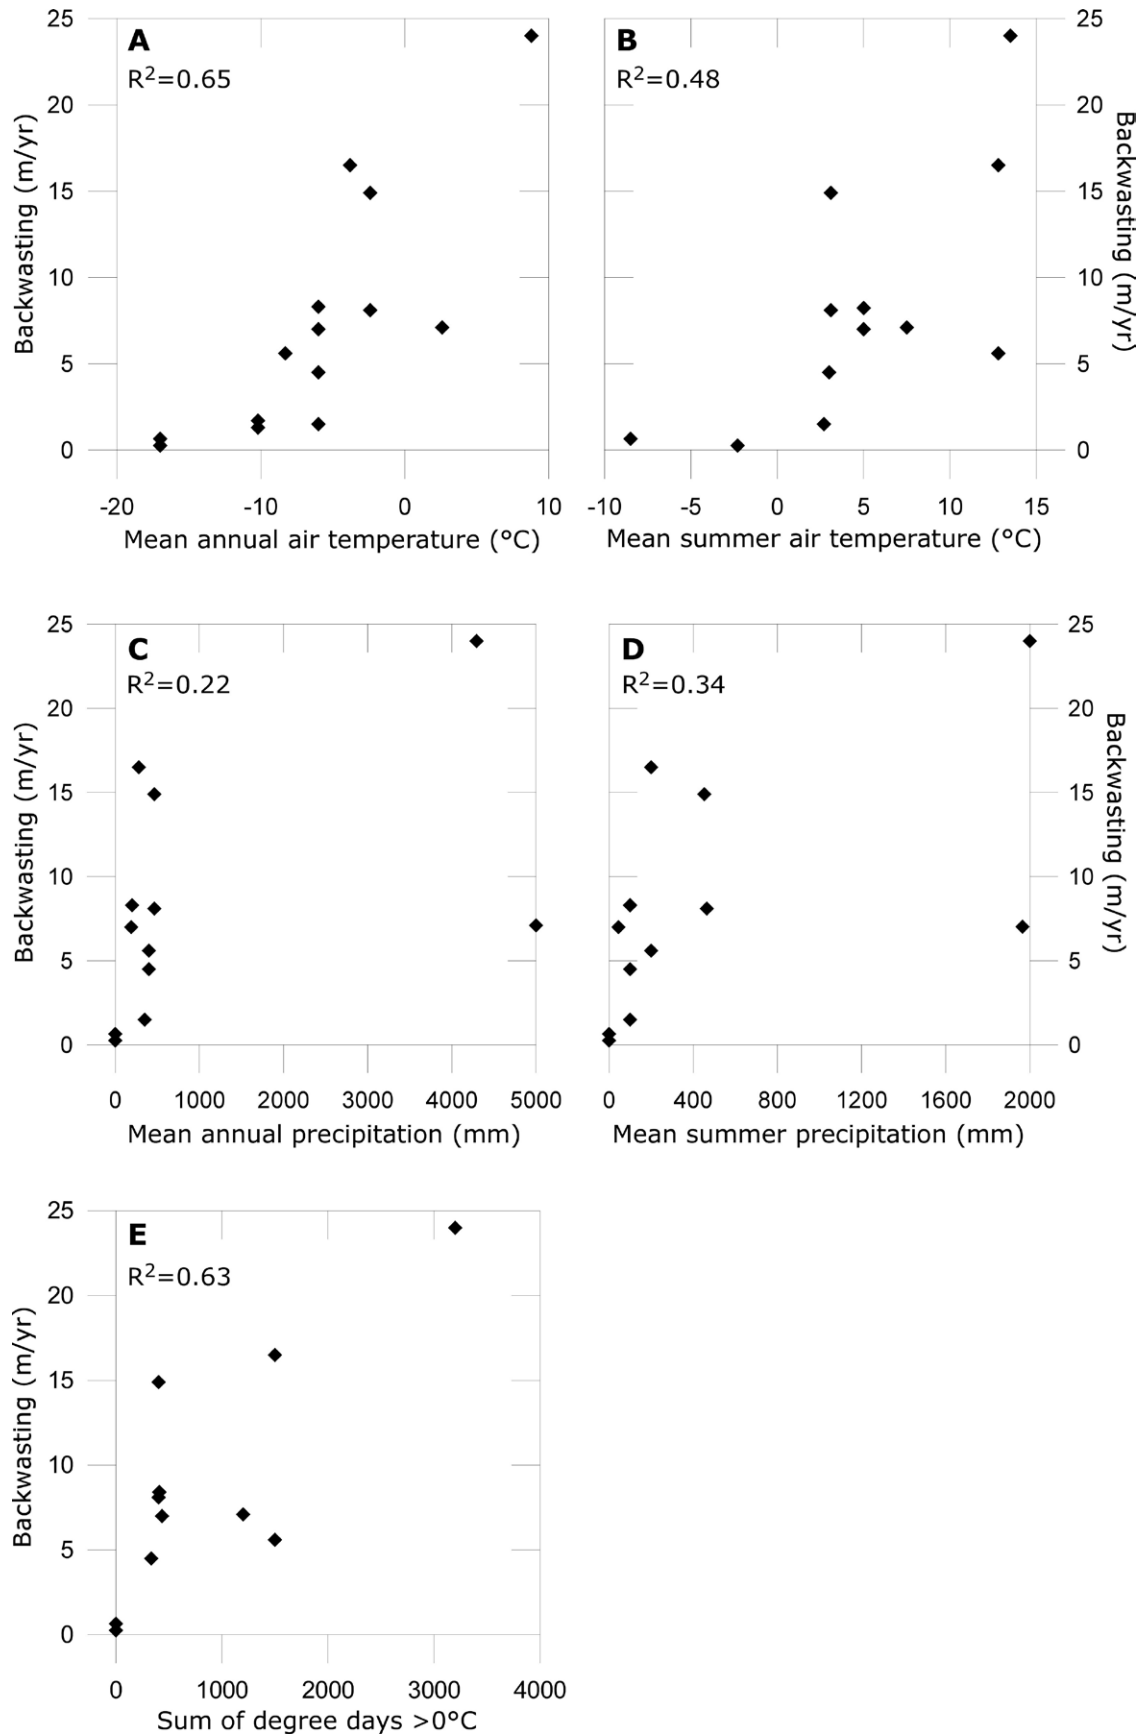 A
R²=0.65
25
20
15
10
5
0
Backwasting (m/yr)
-20 -10 0 10
Mean annual air temperature (°C)
B
R²=0.48
25
20
15
10
5
0
Backwasting (m/yr)
-10 -5 0 5 10 15
Mean summer air temperature (°C)
C
R²=0.22
25
20
15
10
5
0
Backwasting (m/yr)
0 1000 2000 3000 4000 5000
Mean annual precipitation (mm)
D
R²=0.34
25
20
15
10
5
0
Backwasting (m/yr)
0 400 800 1200 1600 2000
Mean summer precipitation (mm)
E
R²=0.63
25
20
15
10
5
0
Backwasting (m/yr)
0 1000 2000 3000 4000
Sum of degree days >0°C